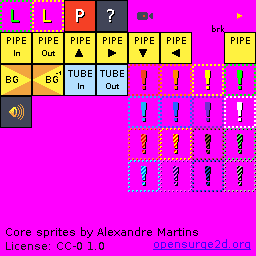 L L P ?
brk
PIPE PIPE PIPE PIPE PIPE PIPE PIPE
In Out
BG BG TUBE TUBE ! ! ! !
In Out
! ! ! !
! ! ! !
! ! ! !
Core sprites by Alexandre Martins
License: CC-0 1.0 opensurge2d.org